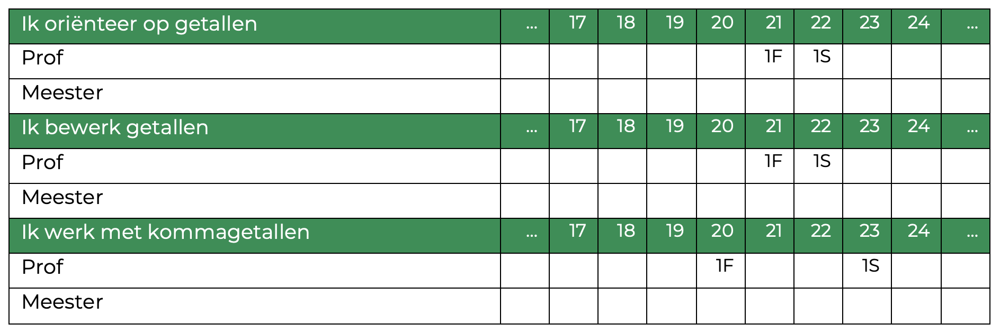 Ik oriënteer op getallen ... 17 18 19 20 21 22 23 24 ...
Prof 1F 1S
Meester
Ik bewerk getallen ... 17 18 19 20 21 22 23 24 ...
Prof 1F 1S
Meester
Ik werk met kommagetallen ... 17 18 19 20 21 22 23 24 ...
Prof 1F 1S
Meester